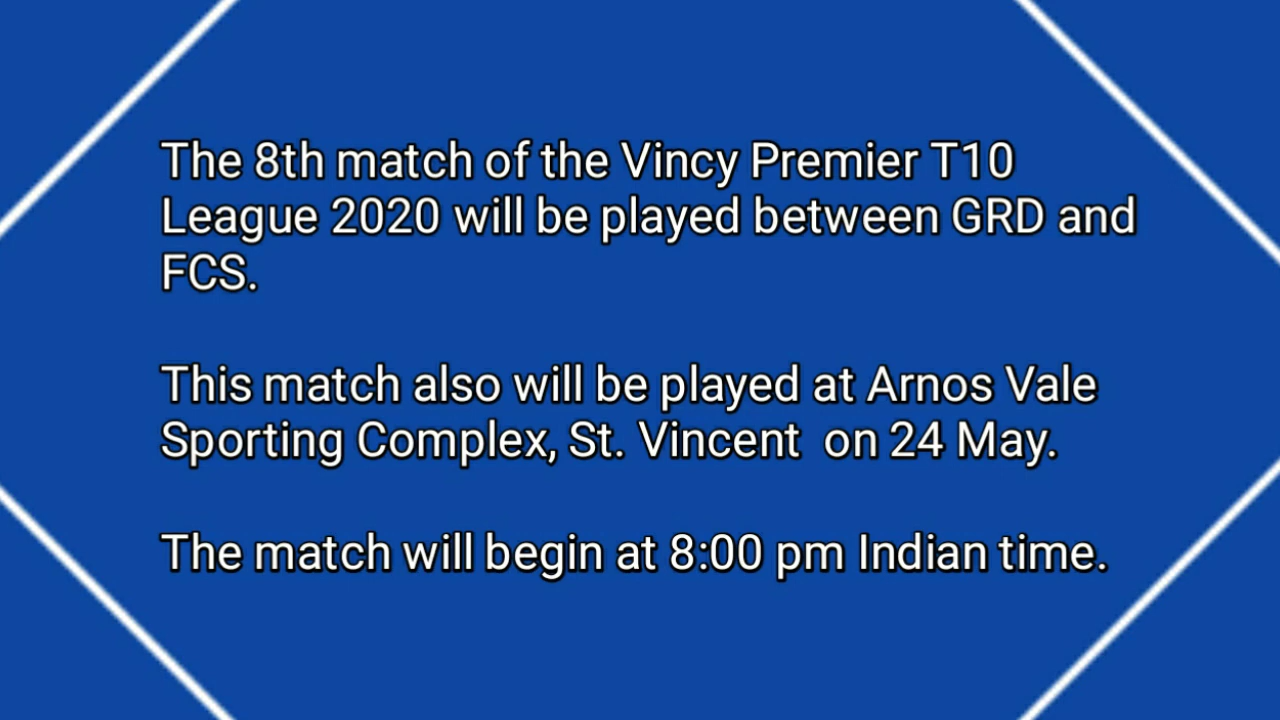 The 8th match of the Vincy Premier T10
League 2020 will be played between GRD and
FCS.
This match also will be played at Arnos Vale
Sporting Complex, St. Vincent  on 24 May.
The match will begin at 8:00 pm Indian time.